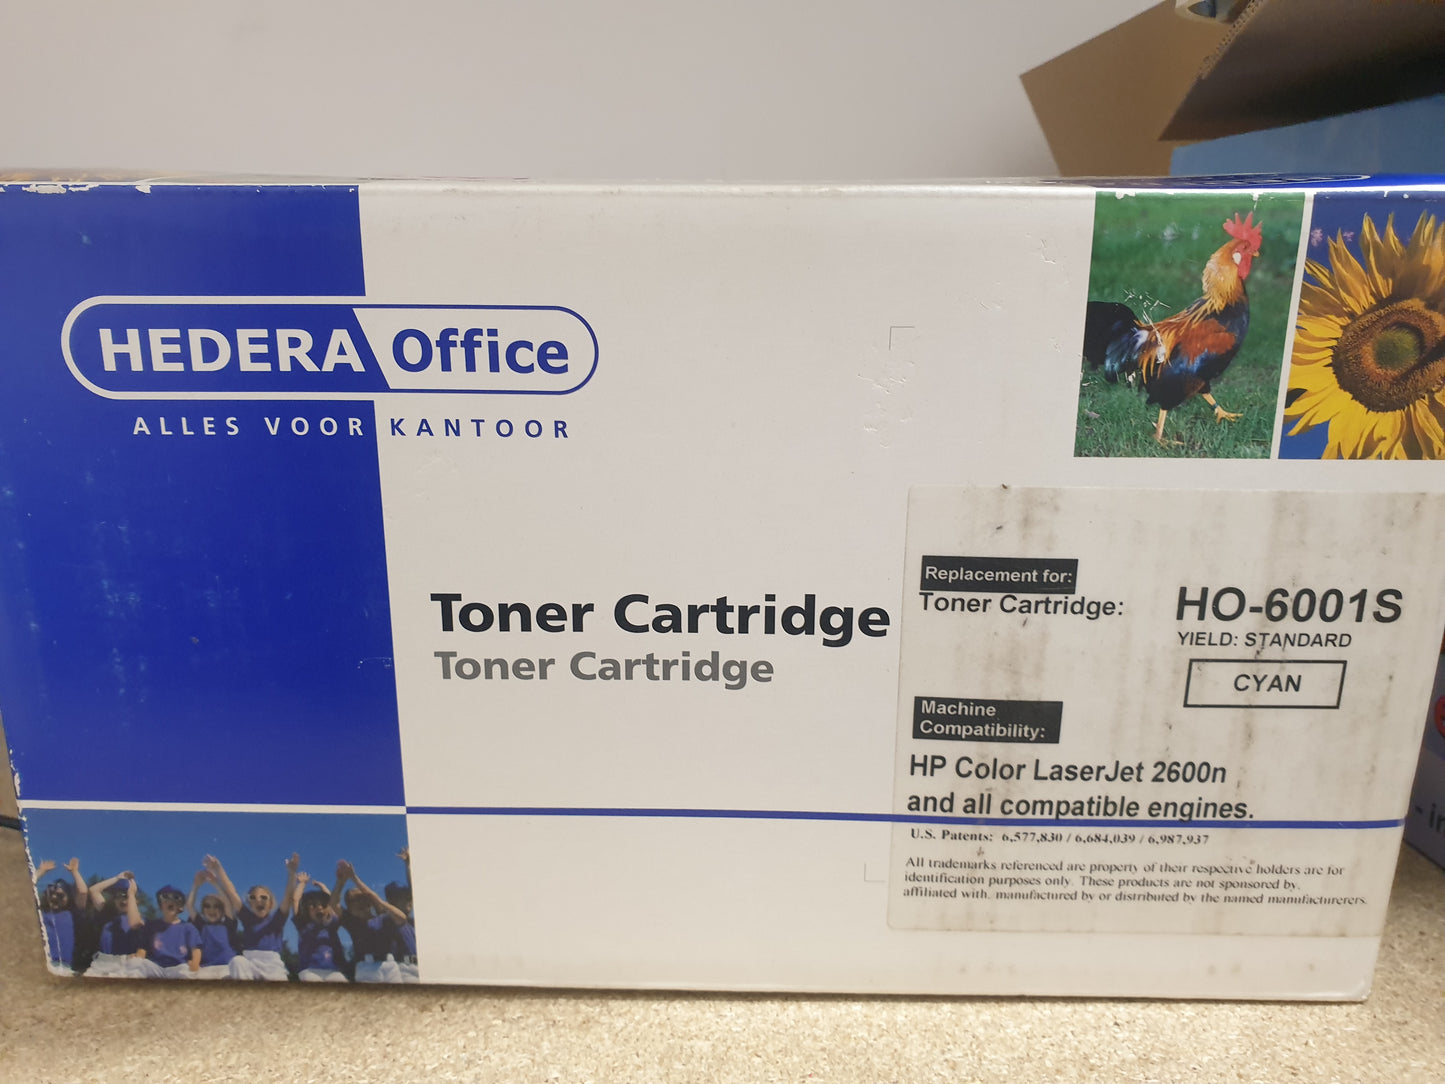 HEDERA Office
ALLES VOOR KANTOOR
Toner Cartridge
Toner Cartridge
Replacement for:
Toner Cartridge: HO-6001S
YIELD: STANDARD
CYAN
Machine
Compatibility:
HP Color LaserJet 2600n
and all compatible engines.
U.S. Patents: 6,577,830 / 6,684,039 / 6,987,937
All trademarks referenced are property of their respective holders are for
identification purposes only. These products are not sponsored by,
affiliated with, manufactured by or distributed by the named manufacturerers.